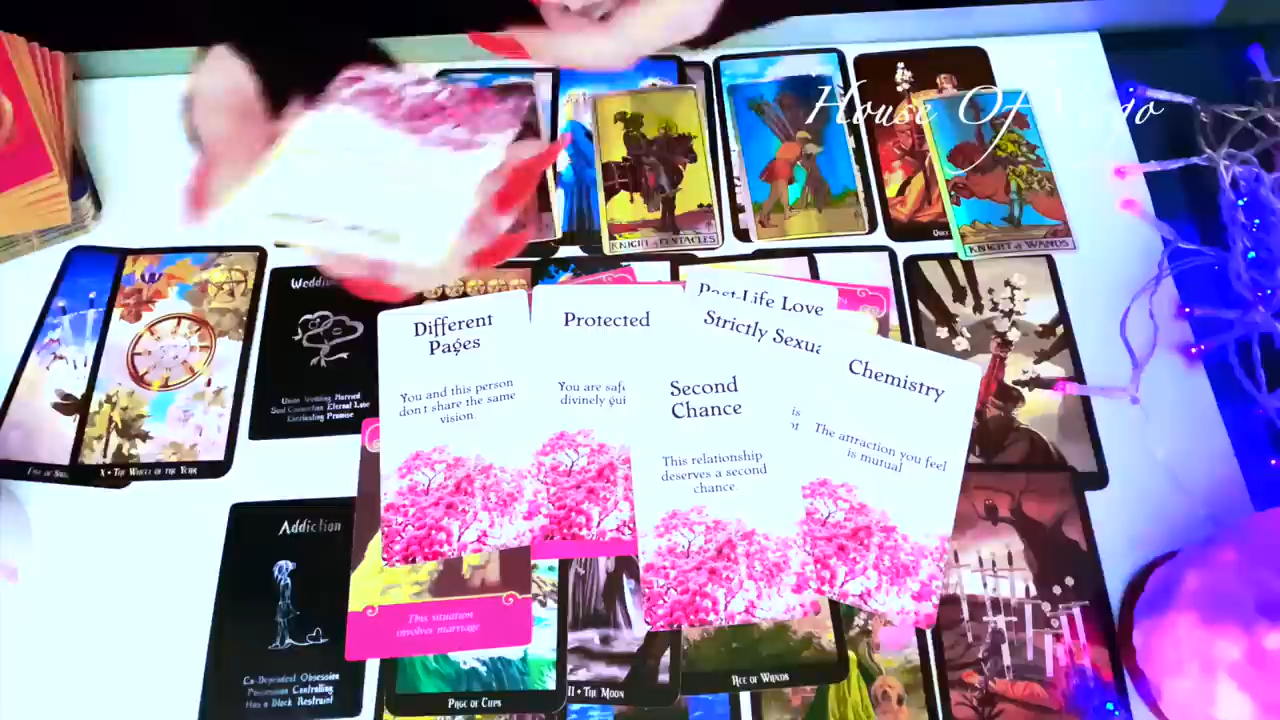 House Of
KNIGHT of PENTACLES
KNIGHT of WANDS
X • The Wheel of the Year
Union Wedding Married
Soul Connection Eternal Love
Everlasting Promise
Different
Pages
You and this person
don't share the same
vision.
Protected
You are safe
divinely gui
Past-Life Love
Strictly Sexua
Second
Chance
This relationship
deserves a second
chance.
Chemistry
The attraction you feel
is mutual
Addiction
Co-Dependent Obsession
Possession Controlling
Has a Block Restraint
This situation
involves marriage
Page of Cups
II • The Moon
Ace of Wands